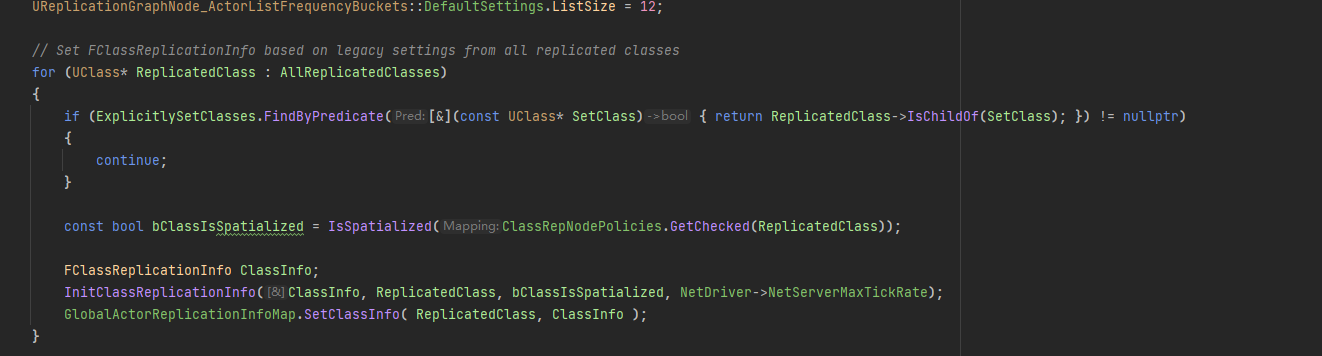 UReplicationGraphNode_ActorListFrequencyBuckets::DefaultSettings.ListSize = 12;
// Set FClassReplicationInfo based on legacy settings from all replicated classes
for (UClass* ReplicatedClass : AllReplicatedClasses)
{
if (ExplicitlySetClasses.FindByPredicate( Pred: [&](const UClass* SetClass) ->bool { return ReplicatedClass->IsChildOf(SetClass); }) != nullptr)
{
continue;
}
const bool bClassIsSpatialized = IsSpatialized( Mapping: ClassRepNodePolicies.GetChecked(ReplicatedClass));
FClassReplicationInfo ClassInfo;
InitClassReplicationInfo( [&] ClassInfo, ReplicatedClass, bClassIsSpatialized, NetDriver->NetServerMaxTickRate);
GlobalActorReplicationInfoMap.SetClassInfo( ReplicatedClass, ClassInfo );
}